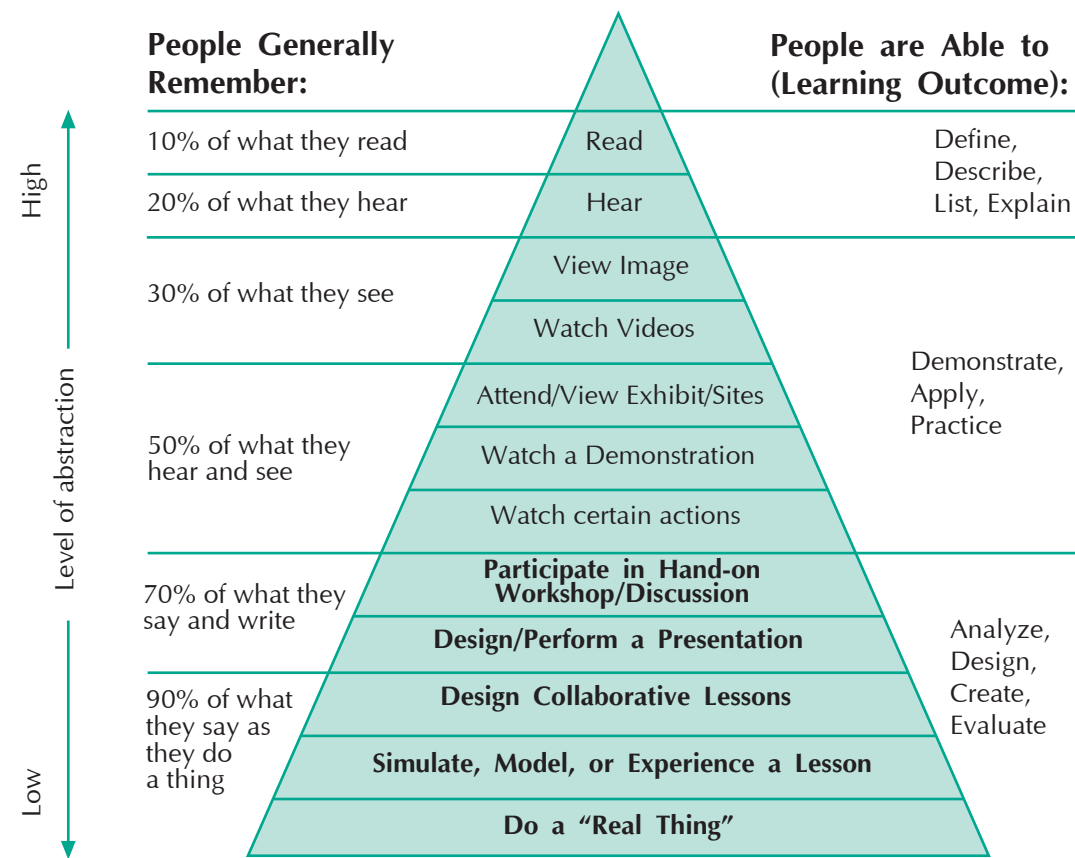 People Generally
Remember:
People are Able to
(Learning Outcome):
High
Level of abstraction
Low
10% of what they read
20% of what they hear
30% of what they see
50% of what they
hear and see
70% of what they
say and write
90% of what
they say as
they do
a thing
Read
Hear
View Image
Watch Videos
Attend/View Exhibit/Sites
Watch a Demonstration
Watch certain actions
Participate in Hand-on
Workshop/Discussion
Design/Perform a Presentation
Design Collaborative Lessons
Simulate, Model, or Experience a Lesson
Do a “Real Thing”
Define,
Describe,
List, Explain
Demonstrate,
Apply,
Practice
Analyze,
Design,
Create,
Evaluate